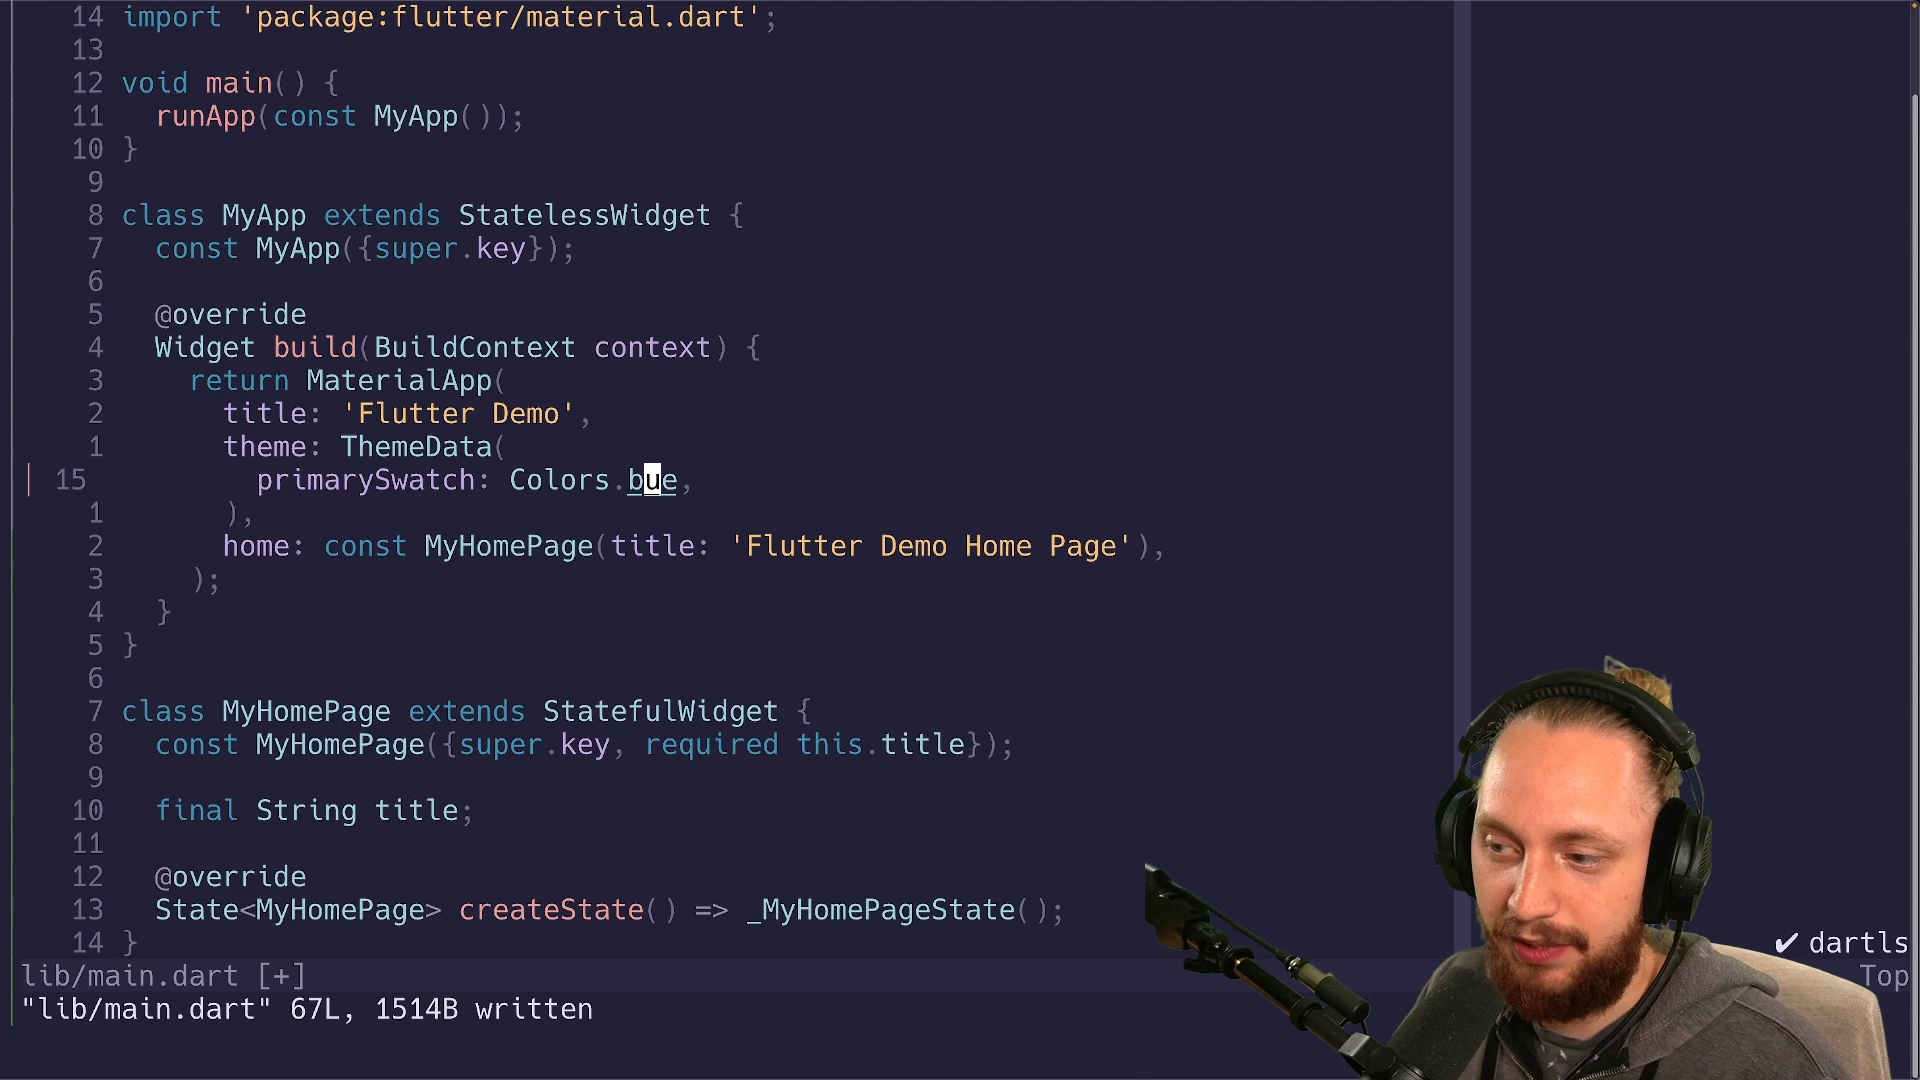 14 import 'package:flutter/material.dart';
13
12 void main() {
11   runApp(const MyApp());
10 }
9
8 class MyApp extends StatelessWidget {
7   const MyApp({super.key});
6
5   @override
4   Widget build(BuildContext context) {
3     return MaterialApp(
2       title: 'Flutter Demo',
1       theme: ThemeData(
15         primarySwatch: Colors.bue,
1       ),
2       home: const MyHomePage(title: 'Flutter Demo Home Page'),
3     );
4   }
5 }
6
7 class MyHomePage extends StatefulWidget {
8   const MyHomePage({super.key, required this.title});
9
10   final String title;
11
12   @override
13   State<MyHomePage> createState() => _MyHomePageState();
14 }
✔ dartls
lib/main.dart [+] Top
"lib/main.dart" 67L, 1514B written